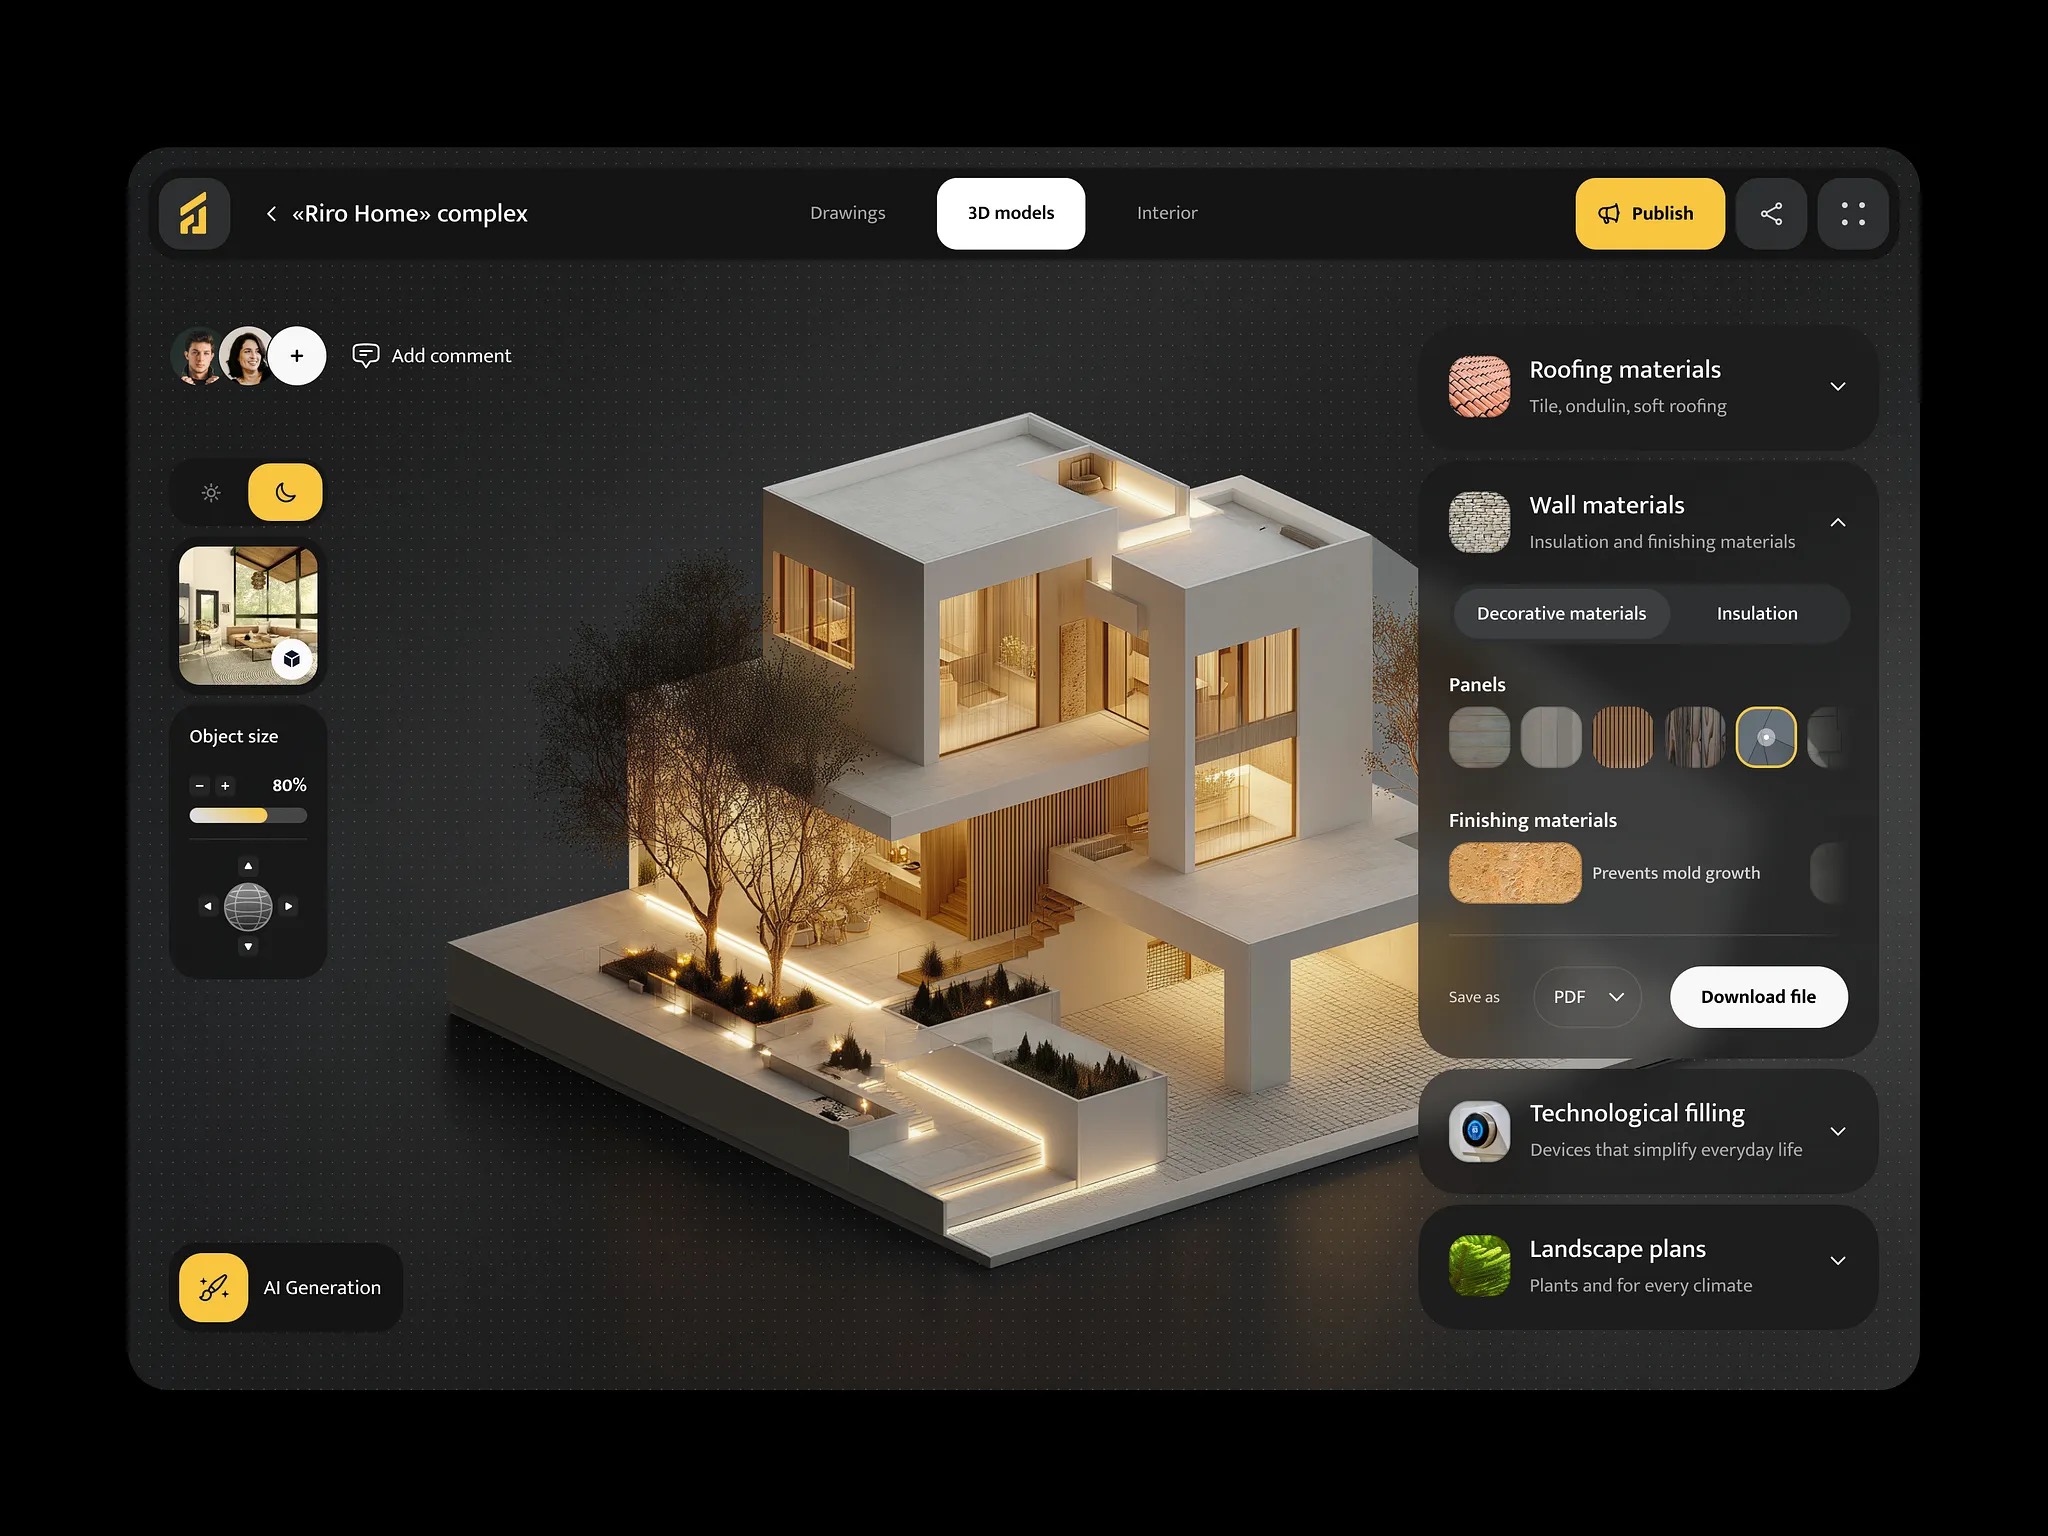 «Riro Home» complex
Drawings
3D models
Interior
Publish
Add comment
Object size
80%
AI Generation
Roofing materials
Tile, ondulin, soft roofing
Wall materials
Insulation and finishing materials
Decorative materials
Insulation
Panels
Finishing materials
Prevents mold growth
Save as
PDF
Download file
Technological filling
Devices that simplify everyday life
Landscape plans
Plants and for every climate